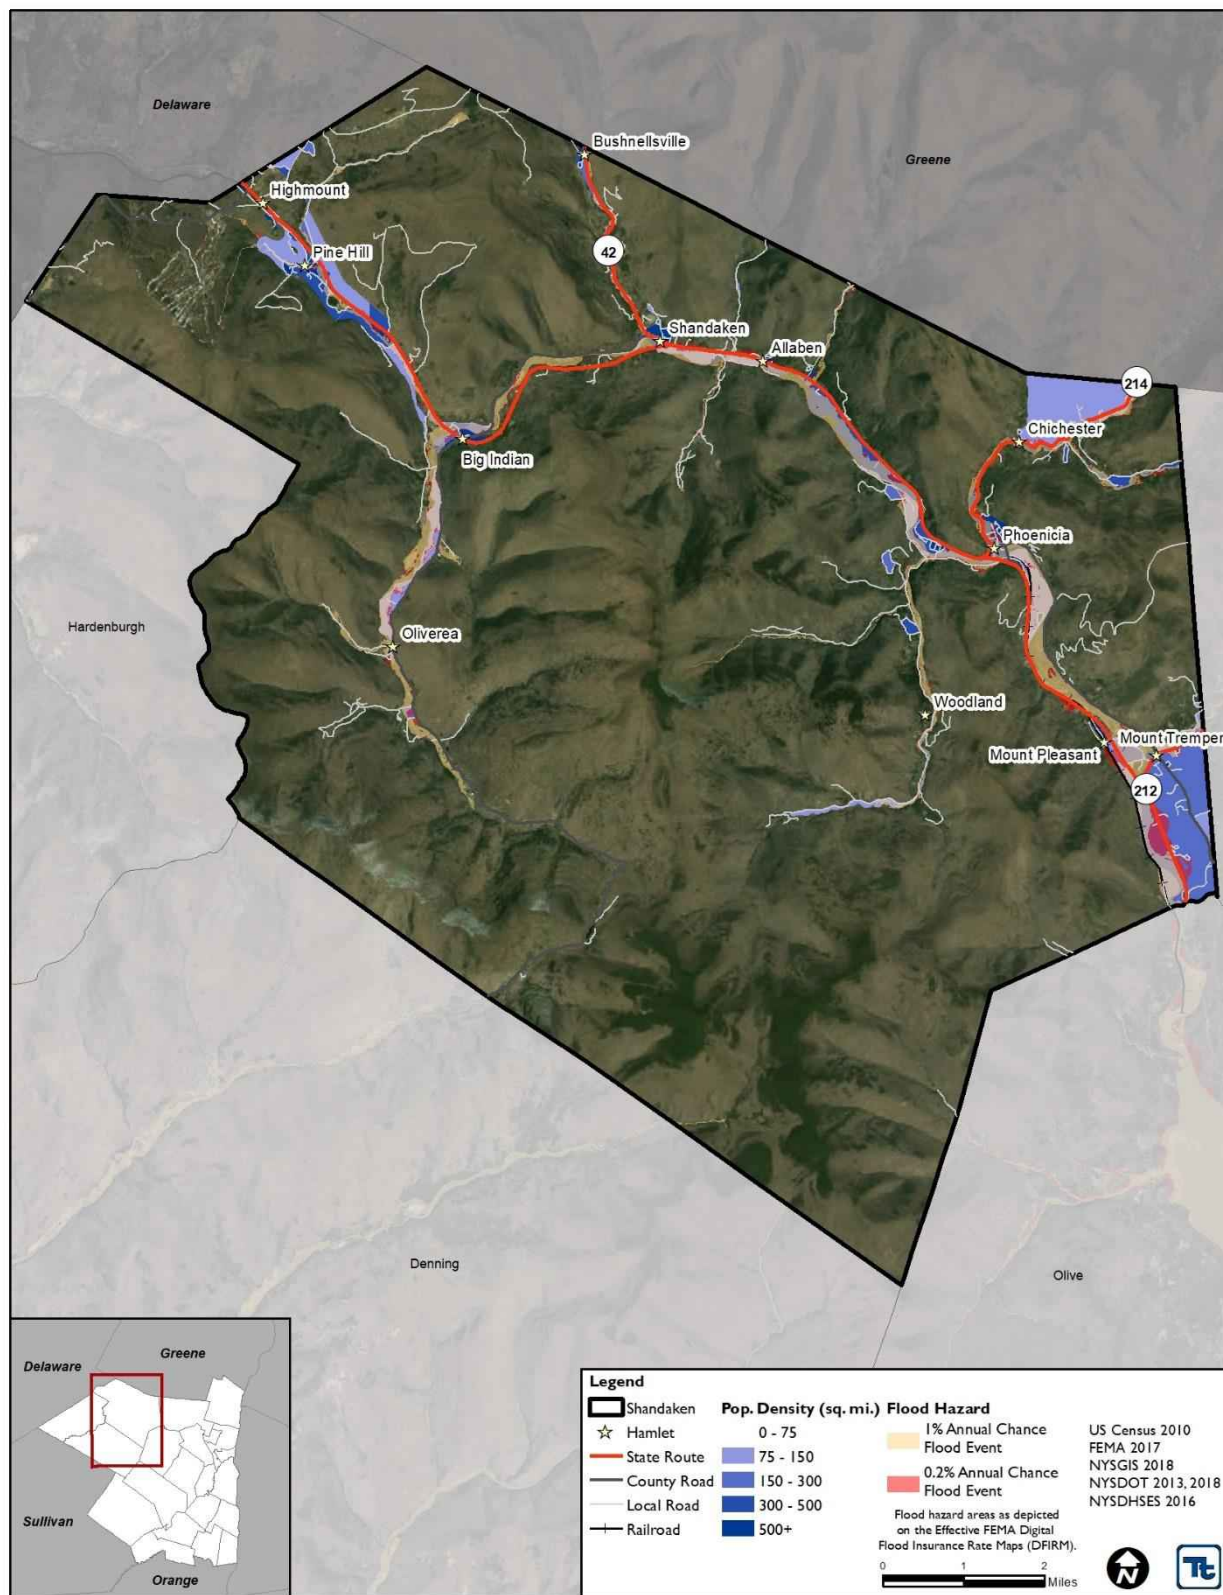 Delaware
Greene
Bushnellsville
Highmount
Pine Hill
42
Shandaken
Allaben
214
Chichester
Big Indian
Phoenicia
Hardenburgh
Oliverea
Woodland
Mount Tremper
Mount Pleasant
212
Denning
Olive
Delaware
Greene
Sullivan
Orange
Legend
Shandaken
Hamlet
State Route
County Road
Local Road
Railroad
Pop. Density (sq. mi.)
0 - 75
75 - 150
150 - 300
300 - 500
500+
Flood Hazard
1% Annual Chance
Flood Event
0.2% Annual Chance
Flood Event
Flood hazard areas as depicted
on the Effective FEMA Digital
Flood Insurance Rate Maps (DFIRM).
0 1 2
Miles
US Census 2010
FEMA 2017
NYSGIS 2018
NYSDOT 2013, 2018
NYSDHSES 2016
N
Tt